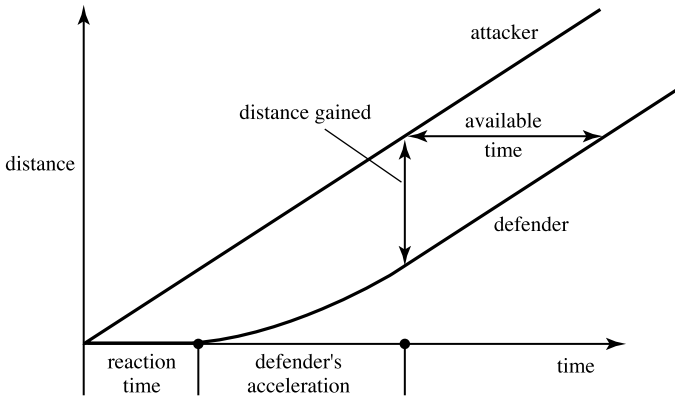 attacker
distance gained
available
time
distance
defender
reaction
time
defender's
acceleration
time